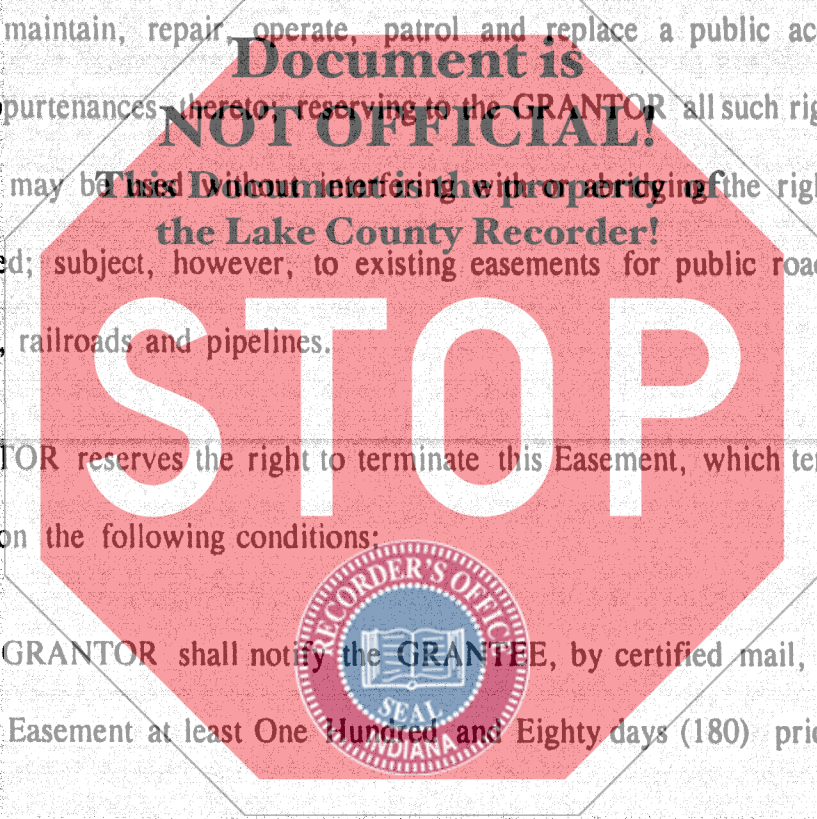 maintain, repair, operate, patrol and replace a public ac
Document is
purtenances thereto; reserving to the GRANTOR all such rig
NOT OFFICIAL!
may be used without interfering with or abridging the righ
This Document is the property of
the Lake County Recorder!
ed; subject, however, to existing easements for public roa
, railroads and pipelines.
STOP
TOR reserves the right to terminate this Easement, which te
on the following conditions:
RECORDER'S OFFICE
GRANTOR shall notify the GRANTEE, by certified mail,
SEAL
Easement at least One Hundred and Eighty days (180) pri
INDIANA